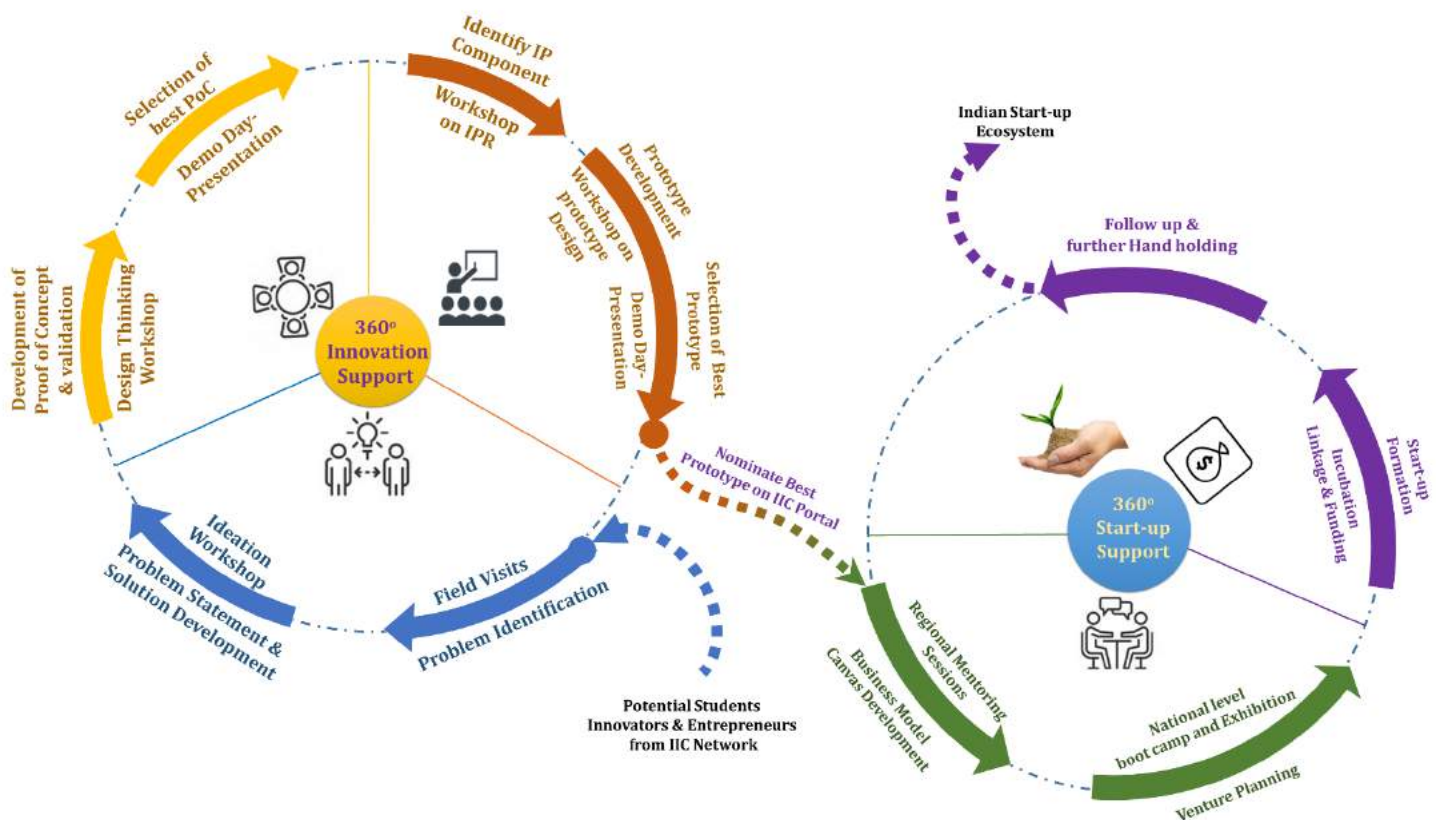 Identify IP
Component
Workshop
on IPR
Selection of
best PoC
Demo Day-
Presentation
Prototype
Development
Workshop on
prototype
Design
Development of
Proof of Concept
& validation
Design Thinking
Workshop
360º
Innovation
Support
Selection of Best
Prototype
Demo Day-
Presentation
Ideation
Workshop
Problem Statement &
Solution Development
Field Visits
Problem Identification
Potential Students
Innovators & Entrepreneurs
from IIC Network
Nominate Best
Prototype on IIC Portal
Indian Start-up
Ecosystem
Follow up &
further Hand holding
360º
Start-up
Support
$
Start-up
Formation
Incubation
Linkage & Funding
Regional Mentoring
Sessions
Business Model
Canvas Development
National level
boot camp and Exhibition
Venture Planning